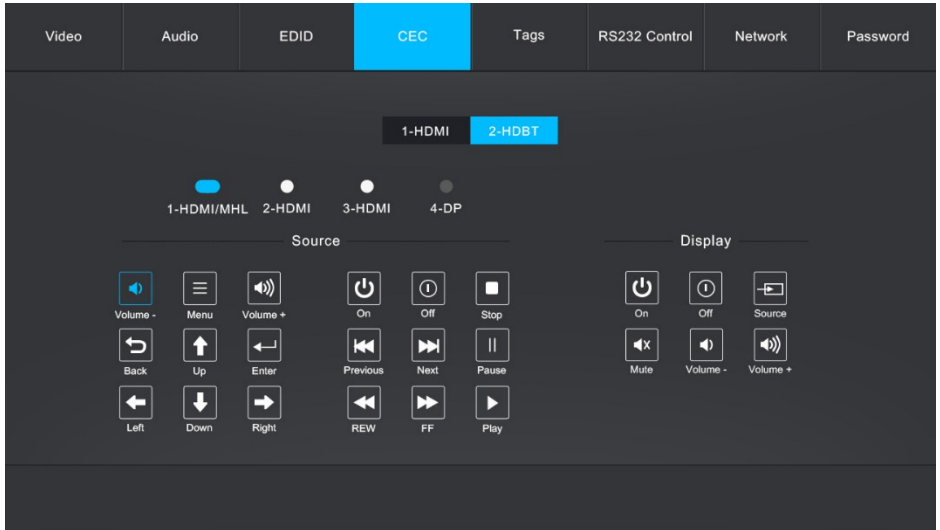 Video Audio EDID CEC Tags RS232 Control Network Password
1-HDMI 2-HDBT
1-HDMI/MHL 2-HDMI 3-HDMI 4-DP
Source Display
Volume - Menu Volume + On Off Stop On Off Source
Back Up Enter Previous Next Pause Mute Volume - Volume +
Left Down Right REW FF Play